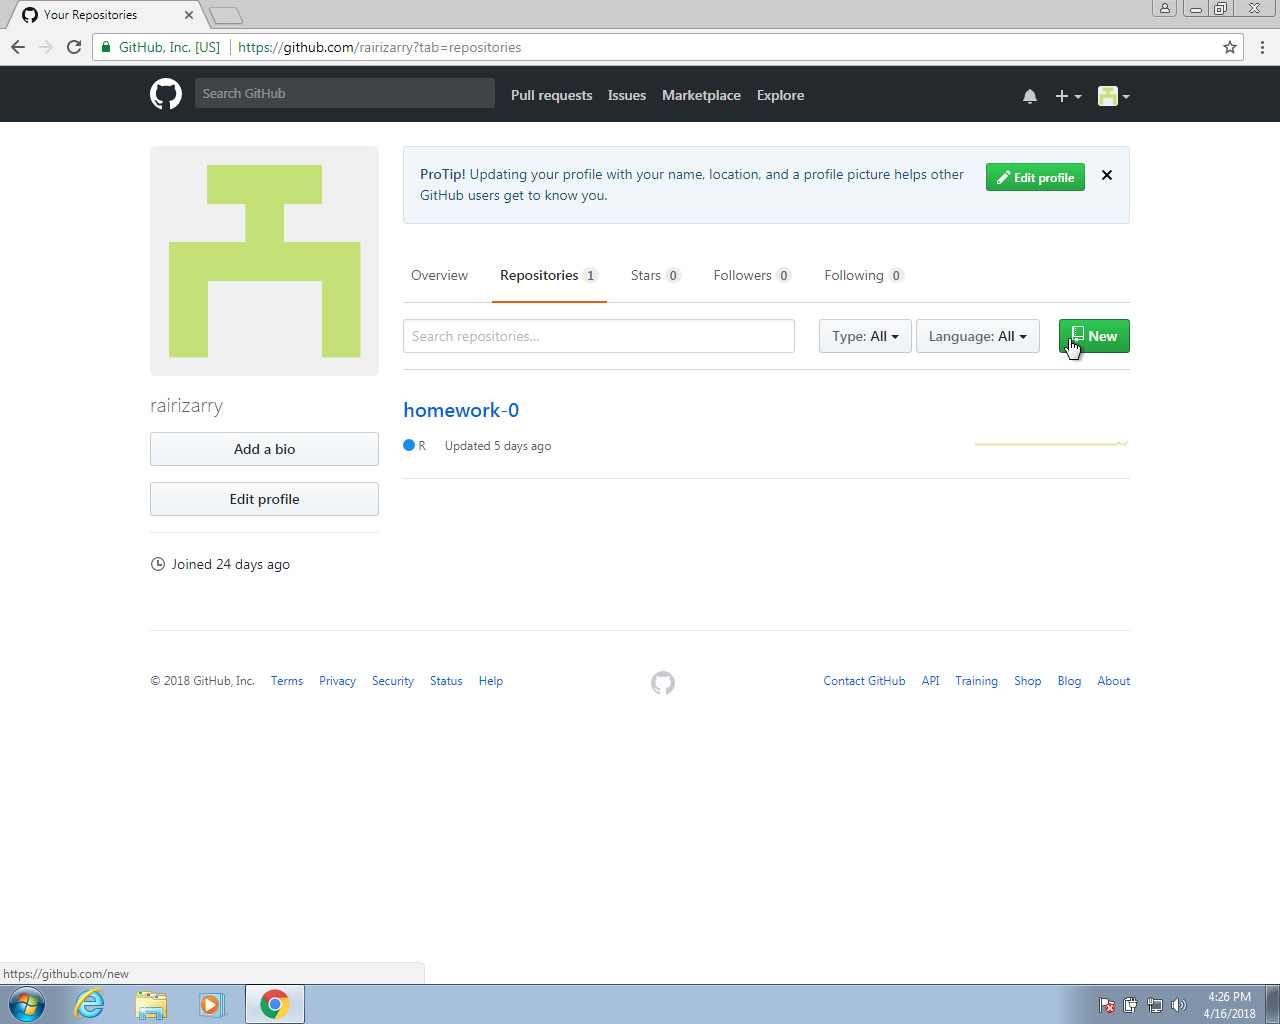 Your Repositories
GitHub, Inc. [US] https://github.com/rairizarry?tab=repositories
Search GitHub Pull requests Issues Marketplace Explore
ProTip! Updating your profile with your name, location, and a profile picture helps other
GitHub users get to know you.
Edit profile
Overview Repositories 1 Stars 0 Followers 0 Following 0
Search repositories... Type: All Language: All New
homework-0
R Updated 5 days ago
rairizarry
Add a bio
Edit profile
Joined 24 days ago
© 2018 GitHub, Inc. Terms Privacy Security Status Help Contact GitHub API Training Shop Blog About
https://github.com/new
4:26 PM
4/16/2018